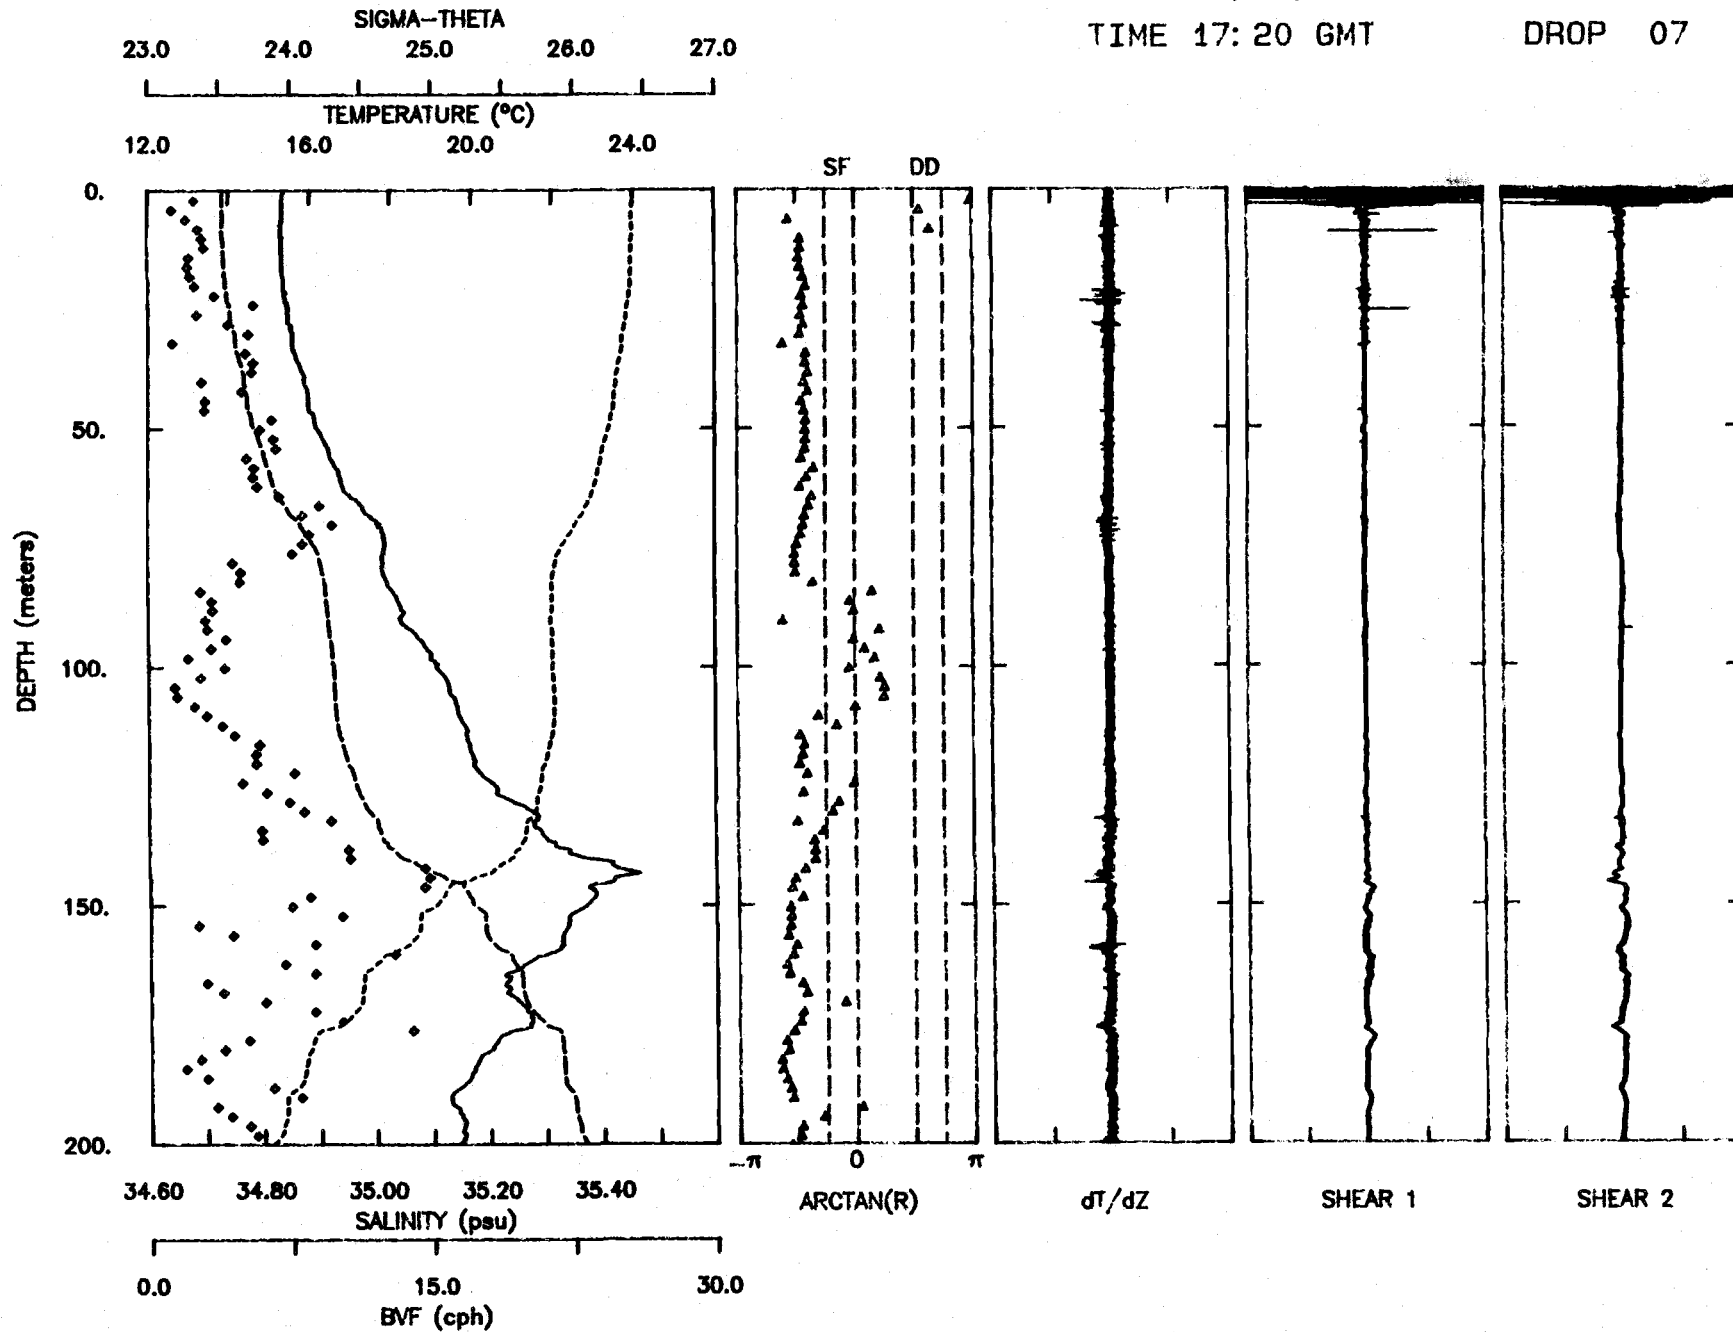 SIGMA-THETA
23.0 24.0 25.0 26.0 27.0
TIME 17:20 GMT DROP 07
TEMPERATURE (°C)
12.0 16.0 20.0 24.0
SF DD
0.
50.
100.
150.
200.
DEPTH (meters)
-π 0 π
34.60 34.80 35.00 35.20 35.40
SALINITY (psu)
ARCTAN(R) dT/dZ SHEAR 1 SHEAR 2
0.0 15.0 30.0
BVF (cph)